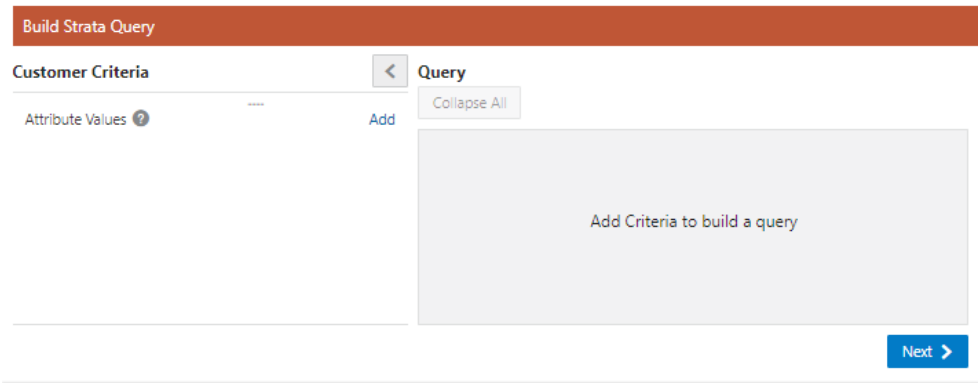 Build Strata Query
Customer Criteria
Attribute Values
Add
Query
Collapse All
Add Criteria to build a query
Next